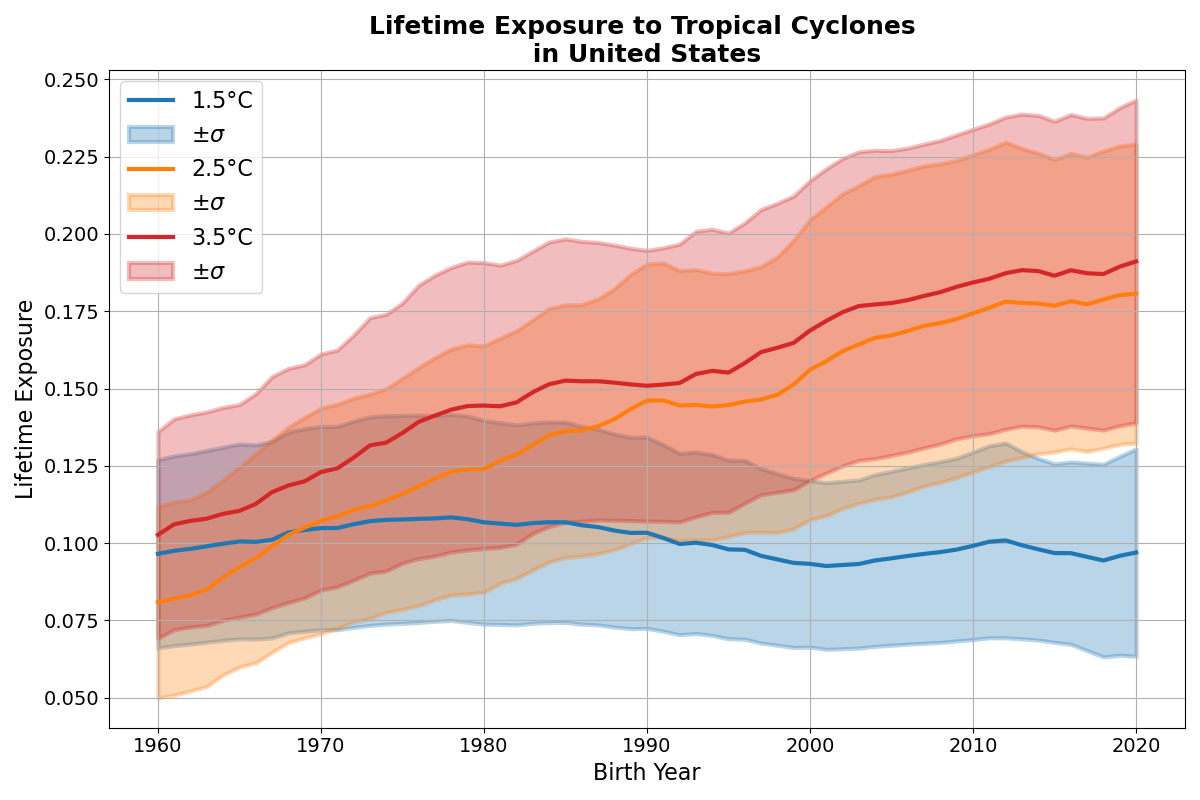 Lifetime Exposure to Tropical Cyclones
in United States
0.250
0.225
0.200
0.175
0.150
0.125
0.100
0.075
0.050
Lifetime Exposure
1.5°C
±σ
2.5°C
±σ
3.5°C
±σ
1960
1970
1980
1990
2000
2010
2020
Birth Year